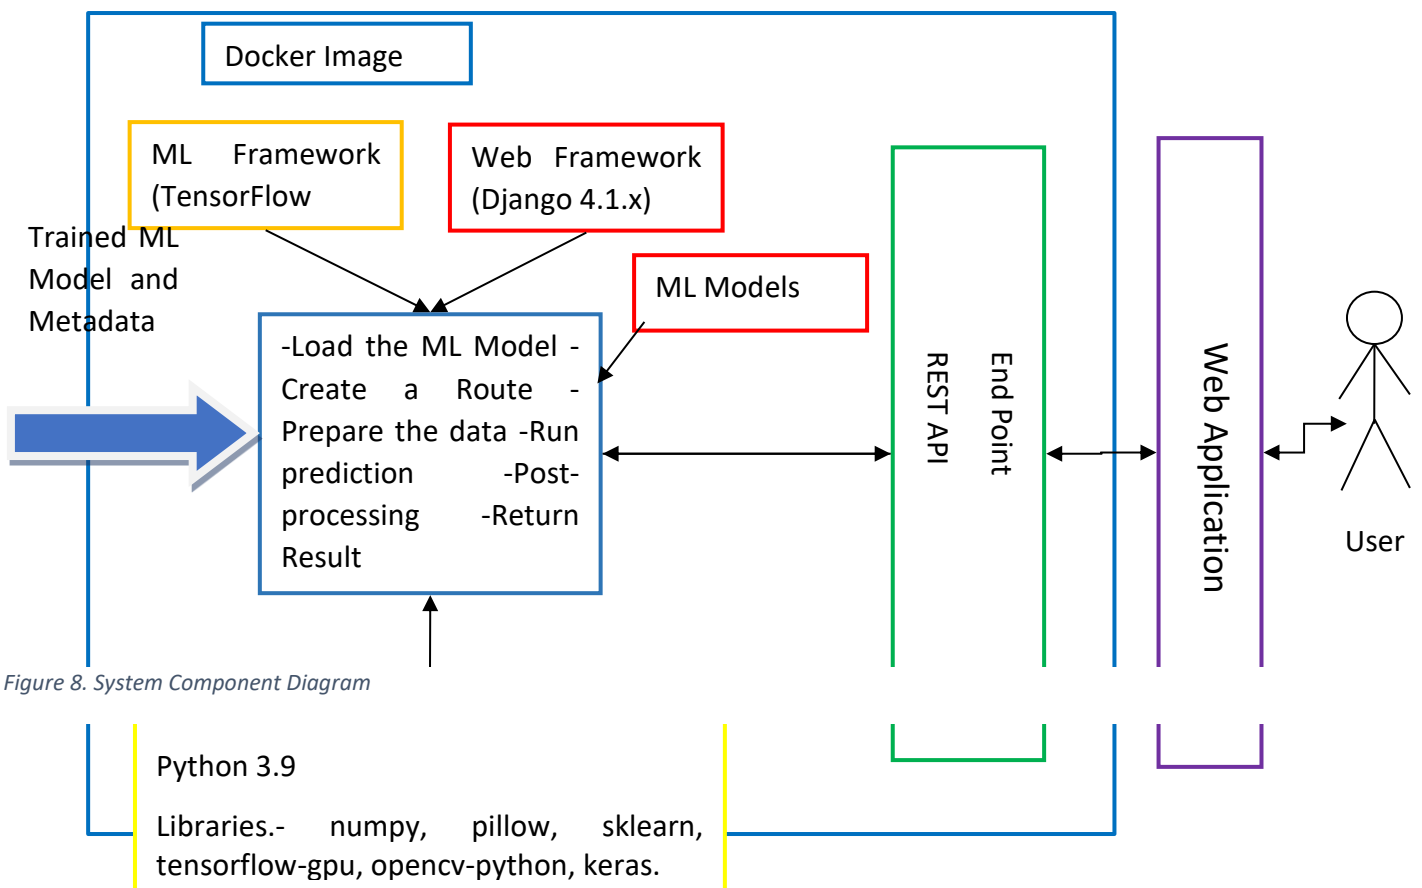 Docker Image
ML Framework
(TensorFlow
Web Framework
(Django 4.1.x)
Trained ML
Model and
Metadata
ML Models
-Load the ML Model -
Create a Route -
Prepare the data -Run
prediction -Post-
processing -Return
Result
End Point
REST API
Web Application
User
Figure 8. System Component Diagram
Python 3.9
Libraries.- numpy, pillow, sklearn,
tensorflow-gpu, opencv-python, keras.